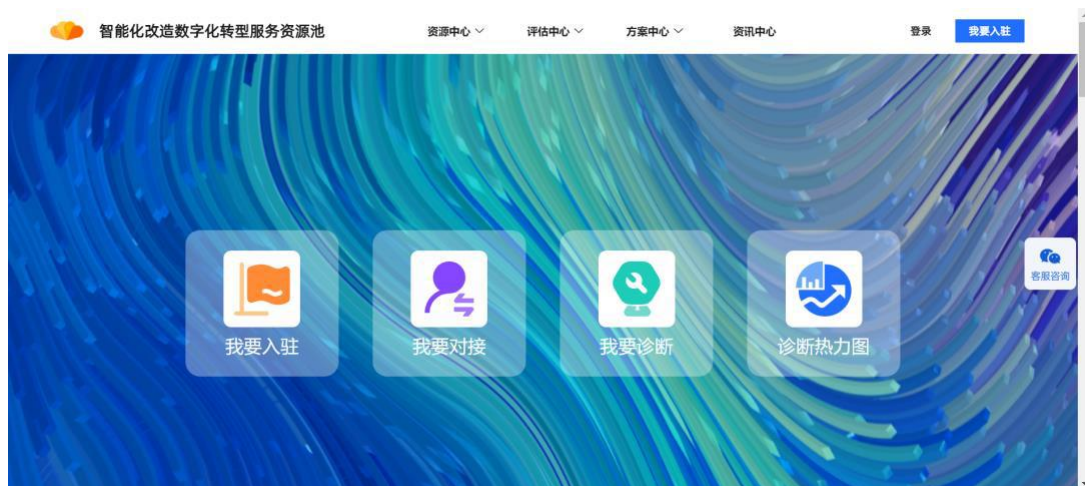 智能化改造数字化转型服务资源池
资源中心 评估中心 方案中心 资讯中心 登录 我要入驻
客服咨询
我要入驻 我要对接 我要诊断 诊断热力图